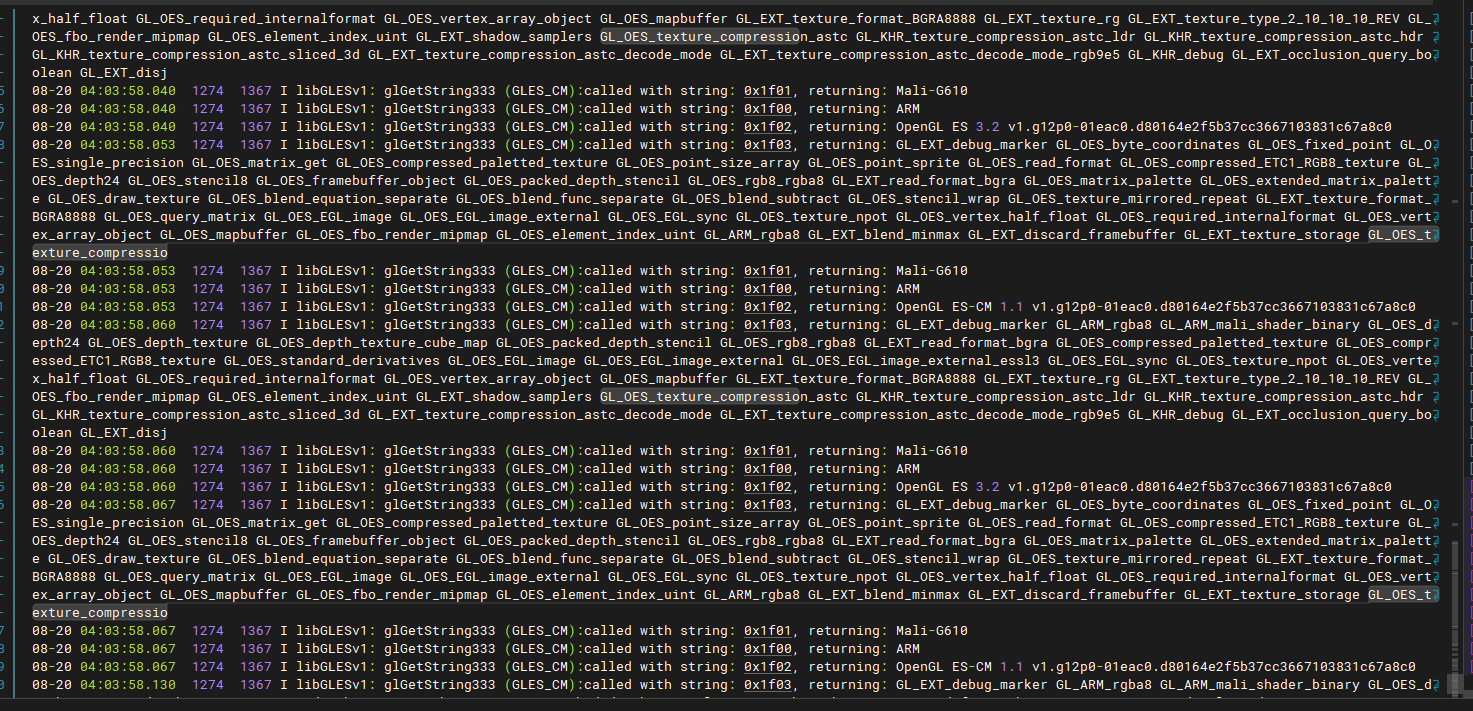 x_half_float GL_OES_required_internalformat GL_OES_vertex_array_object GL_OES_mapbuffer GL_EXT_texture_format_BGRA8888 GL_EXT_texture_rg GL_EXT_texture_type_2_10_10_10_REV GL_
OES_fbo_render_mipmap GL_OES_element_index_uint GL_EXT_shadow_samplers GL_OES_texture_compression_astc GL_KHR_texture_compression_astc_ldr GL_KHR_texture_compression_astc_hdr
GL_KHR_texture_compression_astc_sliced_3d GL_EXT_texture_compression_astc_decode_mode GL_EXT_texture_compression_astc_decode_mode_rgb9e5 GL_KHR_debug GL_EXT_occlusion_query_bo
olean GL_EXT_disj
08-20 04:03:58.040 1274 1367 I libGLESv1: glGetString333 (GLES_CM):called with string: 0x1f01, returning: Mali-G610
08-20 04:03:58.040 1274 1367 I libGLESv1: glGetString333 (GLES_CM):called with string: 0x1f00, returning: ARM
08-20 04:03:58.040 1274 1367 I libGLESv1: glGetString333 (GLES_CM):called with string: 0x1f02, returning: OpenGL ES 3.2 v1.g12p0-01eac0.d80164e2f5b37cc3667103831c67a8c0
08-20 04:03:58.053 1274 1367 I libGLESv1: glGetString333 (GLES_CM):called with string: 0x1f03, returning: GL_EXT_debug_marker GL_OES_byte_coordinates GL_OES_fixed_point GL_O
ES_single_precision GL_OES_matrix_get GL_OES_compressed_paletted_texture GL_OES_point_size_array GL_OES_point_sprite GL_OES_read_format GL_OES_compressed_ETC1_RGB8_texture GL_
OES_depth24 GL_OES_stencil8 GL_OES_framebuffer_object GL_OES_packed_depth_stencil GL_OES_rgb8_rgba8 GL_EXT_read_format_bgra GL_OES_matrix_palette GL_OES_extended_matrix_palett
e GL_OES_draw_texture GL_OES_blend_equation_separate GL_OES_blend_func_separate GL_OES_blend_subtract GL_OES_stencil_wrap GL_OES_texture_mirrored_repeat GL_EXT_texture_format_
BGRA8888 GL_OES_query_matrix GL_OES_EGL_image GL_OES_EGL_image_external GL_OES_EGL_sync GL_OES_texture_npot GL_OES_vertex_half_float GL_OES_required_internalformat GL_OES_vert
ex_array_object GL_OES_mapbuffer GL_OES_fbo_render_mipmap GL_OES_element_index_uint GL_ARM_rgba8 GL_EXT_blend_minmax GL_EXT_discard_framebuffer GL_EXT_texture_storage GL_OES_t
exture_compressio
08-20 04:03:58.053 1274 1367 I libGLESv1: glGetString333 (GLES_CM):called with string: 0x1f01, returning: Mali-G610
08-20 04:03:58.053 1274 1367 I libGLESv1: glGetString333 (GLES_CM):called with string: 0x1f00, returning: ARM
08-20 04:03:58.053 1274 1367 I libGLESv1: glGetString333 (GLES_CM):called with string: 0x1f02, returning: OpenGL ES-CM 1.1 v1.g12p0-01eac0.d80164e2f5b37cc3667103831c67a8c0
08-20 04:03:58.060 1274 1367 I libGLESv1: glGetString333 (GLES_CM):called with string: 0x1f03, returning: GL_EXT_debug_marker GL_ARM_rgba8 GL_ARM_mali_shader_binary GL_OES_d
epth24 GL_OES_depth_texture GL_OES_depth_texture_cube_map GL_OES_packed_depth_stencil GL_OES_rgb8_rgba8 GL_EXT_read_format_bgra GL_OES_compressed_paletted_texture GL_OES_compr
essed_ETC1_RGB8_texture GL_OES_standard_derivatives GL_OES_EGL_image GL_OES_EGL_image_external GL_OES_EGL_image_external_essl3 GL_OES_EGL_sync GL_OES_texture_npot GL_OES_verte
x_half_float GL_OES_required_internalformat GL_OES_vertex_array_object GL_OES_mapbuffer GL_EXT_texture_format_BGRA8888 GL_EXT_texture_rg GL_EXT_texture_type_2_10_10_10_REV GL_
OES_fbo_render_mipmap GL_OES_element_index_uint GL_EXT_shadow_samplers GL_OES_texture_compression_astc GL_KHR_texture_compression_astc_ldr GL_KHR_texture_compression_astc_hdr
GL_KHR_texture_compression_astc_sliced_3d GL_EXT_texture_compression_astc_decode_mode GL_EXT_texture_compression_astc_decode_mode_rgb9e5 GL_KHR_debug GL_EXT_occlusion_query_bo
olean GL_EXT_disj
08-20 04:03:58.060 1274 1367 I libGLESv1: glGetString333 (GLES_CM):called with string: 0x1f01, returning: Mali-G610
08-20 04:03:58.060 1274 1367 I libGLESv1: glGetString333 (GLES_CM):called with string: 0x1f00, returning: ARM
08-20 04:03:58.060 1274 1367 I libGLESv1: glGetString333 (GLES_CM):called with string: 0x1f02, returning: OpenGL ES 3.2 v1.g12p0-01eac0.d80164e2f5b37cc3667103831c67a8c0
08-20 04:03:58.067 1274 1367 I libGLESv1: glGetString333 (GLES_CM):called with string: 0x1f03, returning: GL_EXT_debug_marker GL_OES_byte_coordinates GL_OES_fixed_point GL_O
ES_single_precision GL_OES_matrix_get GL_OES_compressed_paletted_texture GL_OES_point_size_array GL_OES_point_sprite GL_OES_read_format GL_OES_compressed_ETC1_RGB8_texture GL_
OES_depth24 GL_OES_stencil8 GL_OES_framebuffer_object GL_OES_packed_depth_stencil GL_OES_rgb8_rgba8 GL_EXT_read_format_bgra GL_OES_matrix_palette GL_OES_extended_matrix_palett
e GL_OES_draw_texture GL_OES_blend_equation_separate GL_OES_blend_func_separate GL_OES_blend_subtract GL_OES_stencil_wrap GL_OES_texture_mirrored_repeat GL_EXT_texture_format_
BGRA8888 GL_OES_query_matrix GL_OES_EGL_image GL_OES_EGL_image_external GL_OES_EGL_sync GL_OES_texture_npot GL_OES_vertex_half_float GL_OES_required_internalformat GL_OES_vert
ex_array_object GL_OES_mapbuffer GL_OES_fbo_render_mipmap GL_OES_element_index_uint GL_ARM_rgba8 GL_EXT_blend_minmax GL_EXT_discard_framebuffer GL_EXT_texture_storage GL_OES_t
exture_compressio
08-20 04:03:58.067 1274 1367 I libGLESv1: glGetString333 (GLES_CM):called with string: 0x1f01, returning: Mali-G610
08-20 04:03:58.067 1274 1367 I libGLESv1: glGetString333 (GLES_CM):called with string: 0x1f00, returning: ARM
08-20 04:03:58.067 1274 1367 I libGLESv1: glGetString333 (GLES_CM):called with string: 0x1f02, returning: OpenGL ES-CM 1.1 v1.g12p0-01eac0.d80164e2f5b37cc3667103831c67a8c0
08-20 04:03:58.130 1274 1367 I libGLESv1: glGetString333 (GLES_CM):called with string: 0x1f03, returning: GL_EXT_debug_marker GL_ARM_rgba8 GL_ARM_mali_shader_binary GL_OES_d